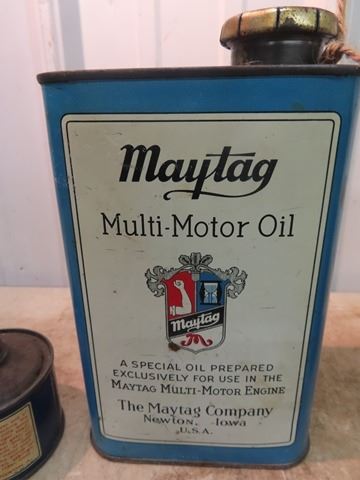 Maytag
Multi-Motor Oil
Maytag
M
A SPECIAL OIL PREPARED
EXCLUSIVELY FOR USE IN THE
MAYTAG MULTI-MOTOR ENGINE
The Maytag Company
Newton, Iowa
U.S.A.